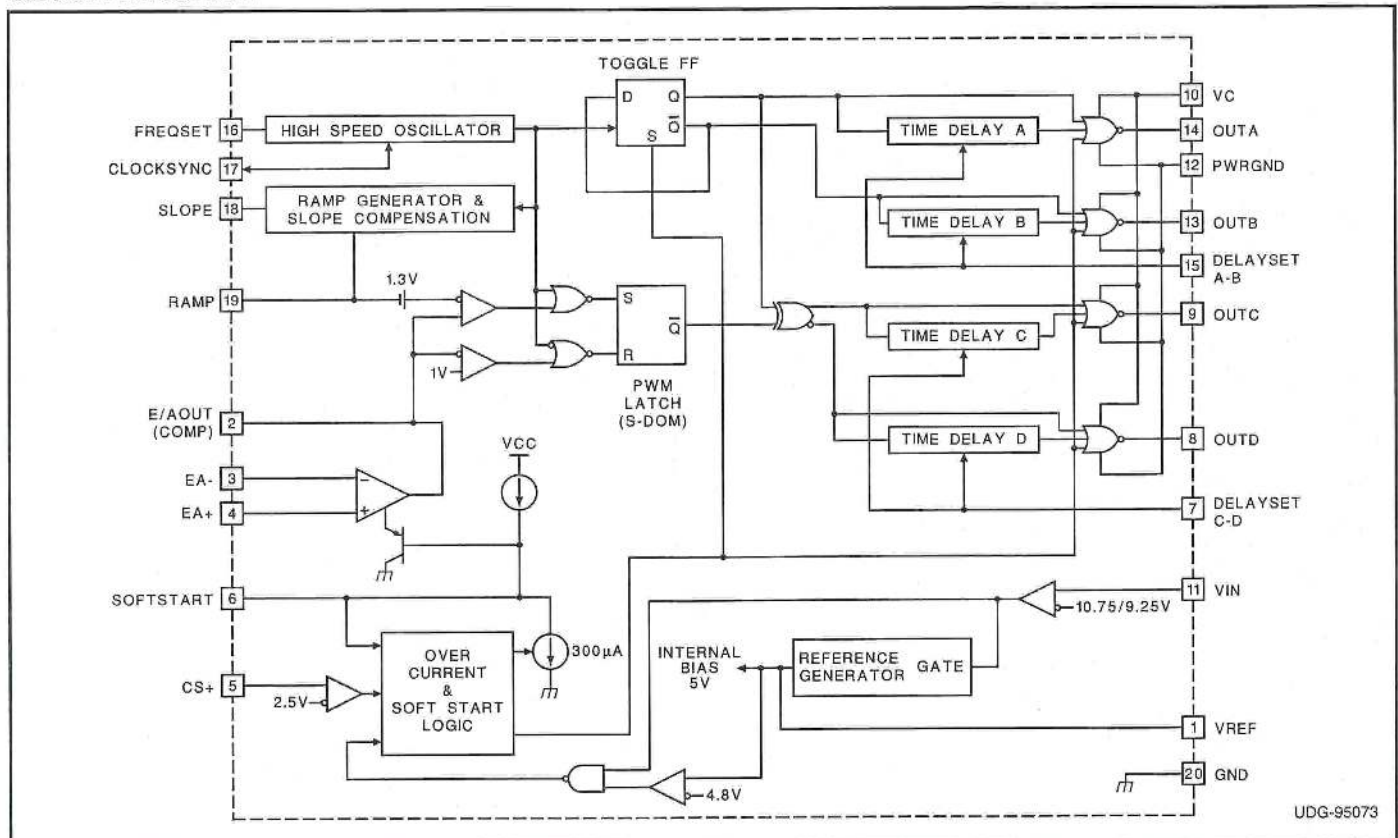 TOGGLE FF
D
Q
Q
S
FREQSET
16
HIGH SPEED OSCILLATOR
CLOCKSYNC
17
SLOPE
18
RAMP GENERATOR &
SLOPE COMPENSATION
RAMP
19
1.3V
1V
S
R
Q
PWM
LATCH
(S-DOM)
TIME DELAY A
TIME DELAY B
TIME DELAY C
TIME DELAY D
10
VC
14
OUTA
12
PWRGND
13
OUTB
15
DELAYSET
A-B
9
OUTC
8
OUTD
7
DELAYSET
C-D
E/AOUT
(COMP)
2
EA-
3
EA+
4
-
+
VCC
SOFTSTART
6
CS+
5
2.5V
OVER
CURRENT
&
SOFT START
LOGIC
300µA
INTERNAL
BIAS
5V
REFERENCE
GENERATOR
GATE
4.8V
10.75/9.25V
11
VIN
1
VREF
20
GND
UDG-95073